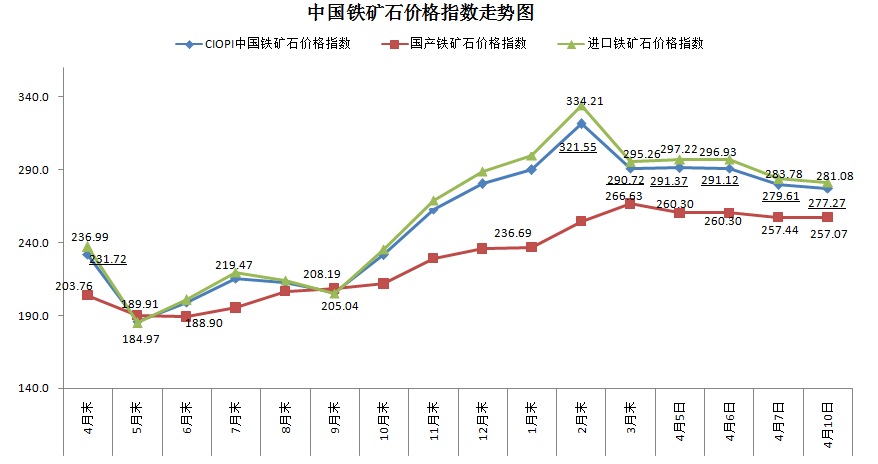 中国铁矿石价格指数走势图
CIOPI中国铁矿石价格指数 国产铁矿石价格指数 进口铁矿石价格指数
340.0
290.0
240.0
190.0
140.0
236.99
231.72
203.76
189.91
184.97
188.90
219.47
208.19
205.04
236.69
334.21
321.55
295.26
290.72
266.63
297.22
291.37
260.30
296.93
291.12
260.30
283.78
279.61
257.44
281.08
277.27
257.07
4月末
5月末
6月末
7月末
8月末
9月末
10月末
11月末
12月末
1月末
2月末
3月末
4月5日
4月6日
4月7日
4月10日